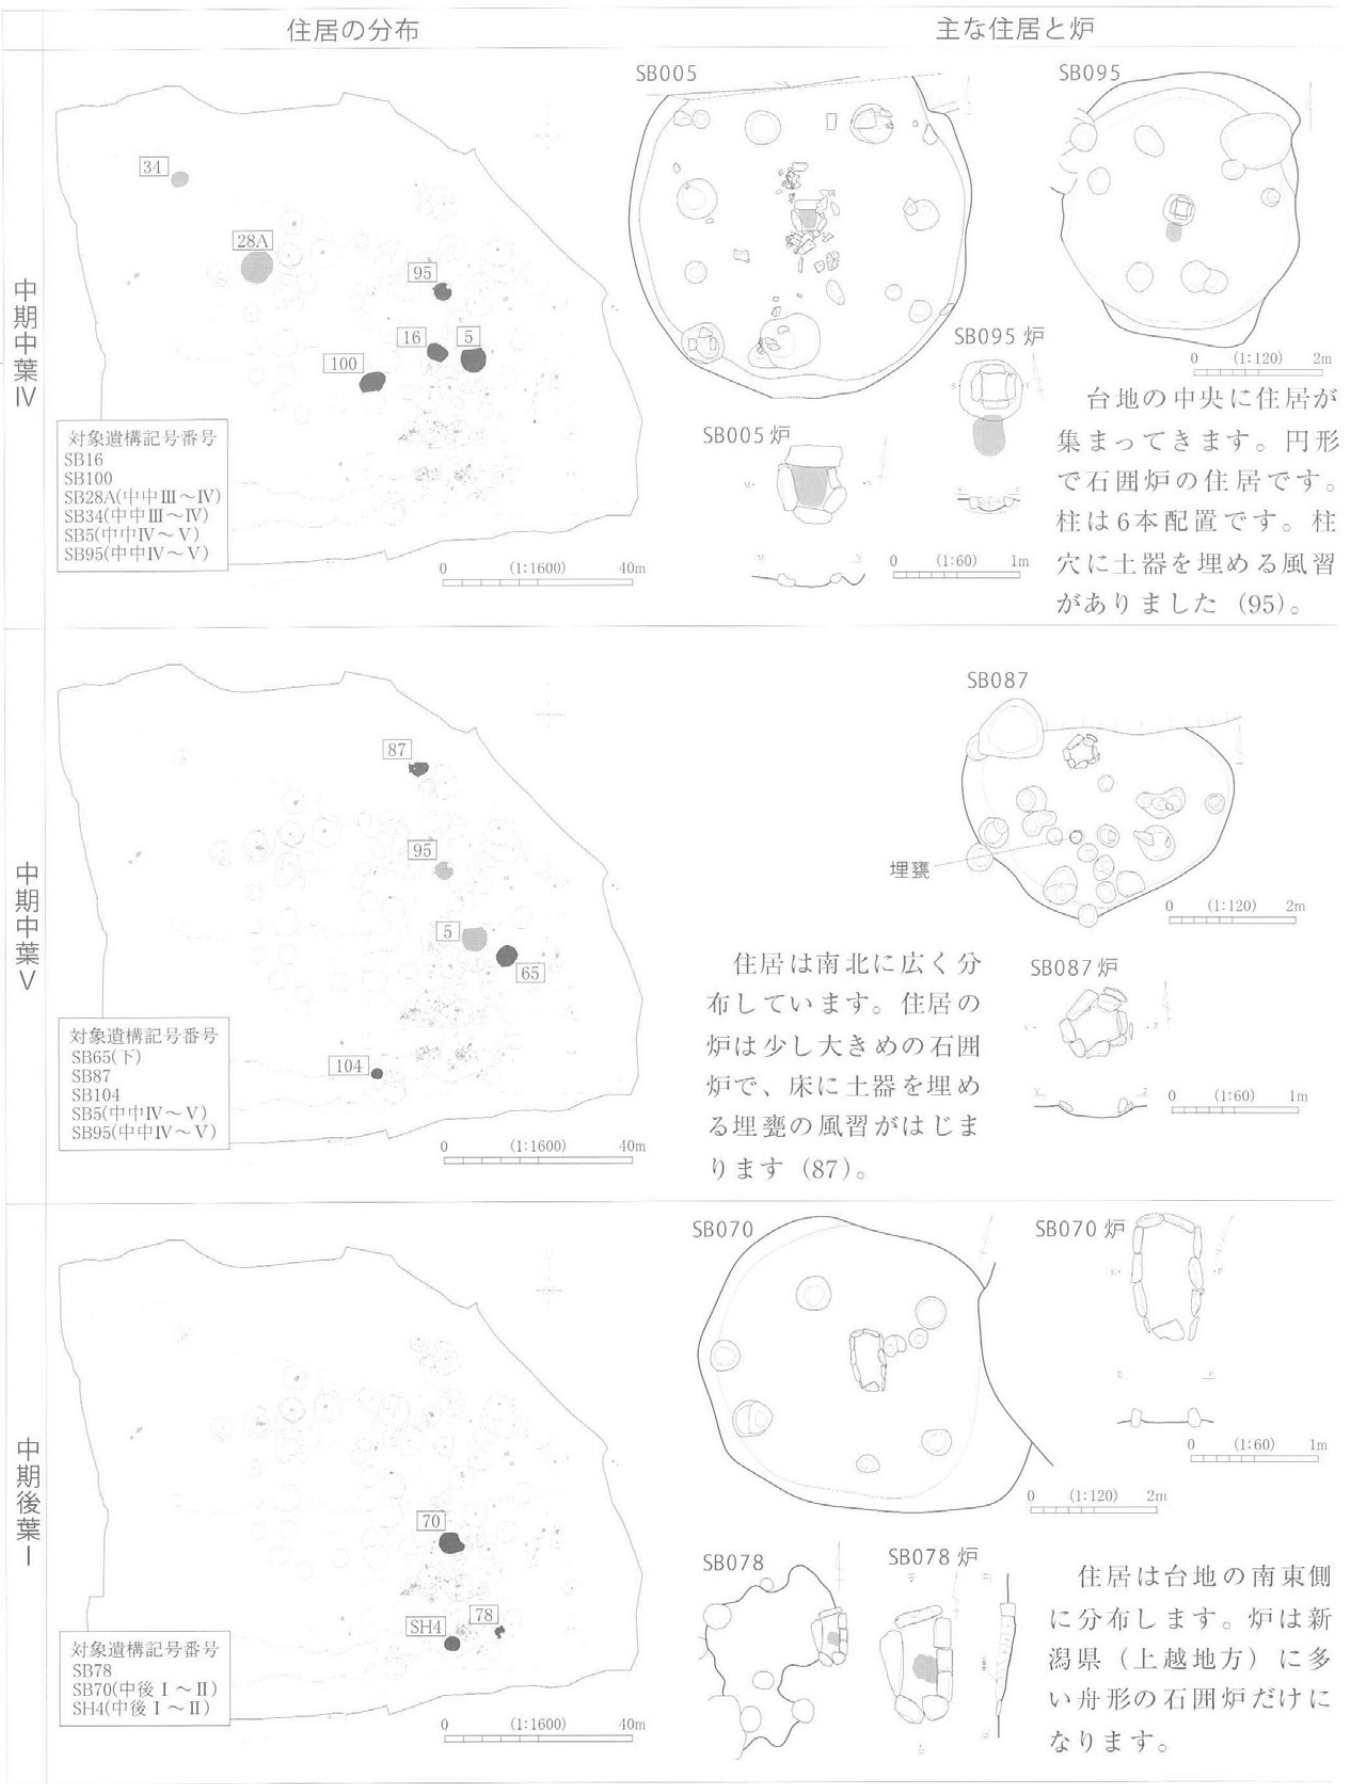 住居の分布
主な住居と炉
中期中葉Ⅳ
34
28A
95
16
5
100
対象遺構記号番号
SB16
SB100
SB28A(中中Ⅲ～Ⅳ)
SB34(中中Ⅲ～Ⅳ)
SB5(中中Ⅳ～Ⅴ)
SB95(中中Ⅳ～Ⅴ)
0 (1:1600) 40m
SB005
SB095
SB095 炉
0 (1:120) 2m
SB005 炉
0 (1:60) 1m
台地の中央に住居が
集まってきます。円形
で石囲炉の住居です。
柱は6本配置です。柱
穴に土器を埋める風習
がありました（95）。
中期中葉Ⅴ
87
95
5
65
104
対象遺構記号番号
SB65(下)
SB87
SB104
SB5(中中Ⅳ～Ⅴ)
SB95(中中Ⅳ～Ⅴ)
0 (1:1600) 40m
SB087
埋甕
0 (1:120) 2m
SB087 炉
0 (1:60) 1m
住居は南北に広く分
布しています。住居の
炉は少し大きめの石囲
炉で、床に土器を埋め
る埋甕の風習がはじま
ります（87）。
中期後葉Ⅰ
70
78
SH4
対象遺構記号番号
SB78
SB70(中後Ⅰ～Ⅱ)
SH4(中後Ⅰ～Ⅱ)
0 (1:1600) 40m
SB070
SB070 炉
0 (1:60) 1m
0 (1:120) 2m
SB078
SB078 炉
住居は台地の南東側
に分布します。炉は新
潟県（上越地方）に多
い舟形の石囲炉だけに
なります。